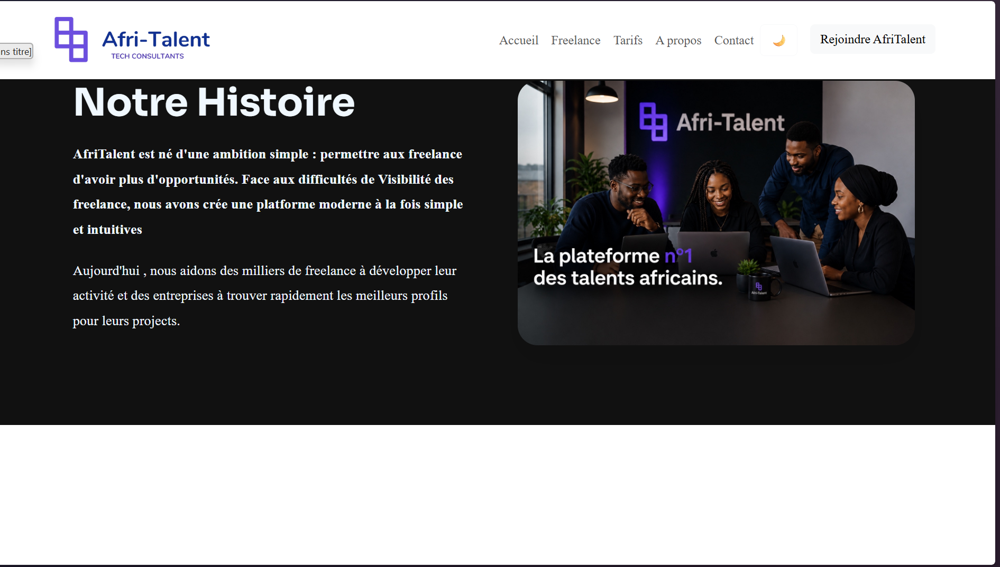 Afri-Talent
TECH CONSULTANTS
Accueil
Freelance
Tarifs
A propos
Contact
Rejoindre AfriTalent
ns titre]
Notre Histoire
AfriTalent est né d'une ambition simple : permettre aux freelance
d'avoir plus d'opportunités. Face aux difficultés de Visibilité des
freelance, nous avons crée une platforme moderne à la fois simple
et intuitives
Aujourd'hui , nous aidons des milliers de freelance à développer leur
activité et des entreprises à trouver rapidement les meilleurs profils
pour leurs projects.
Afri-Talent
La plateforme n°1
des talents africains.
Afri-Talent